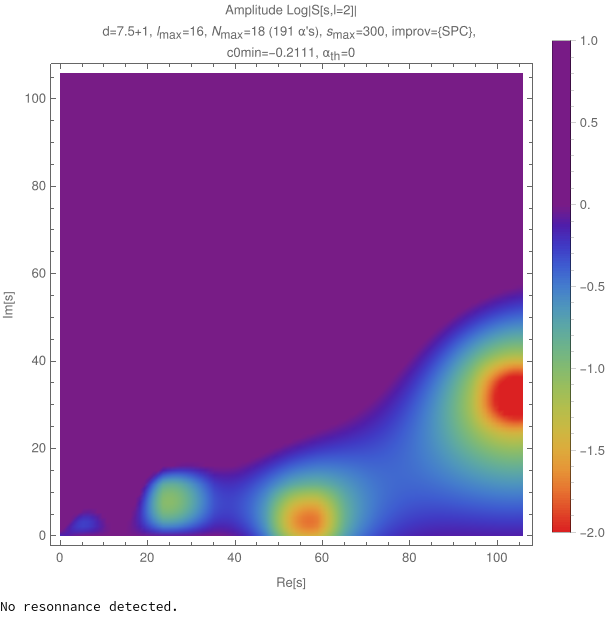 Amplitude Log|S[s,l=2]|
d=7.5+1, lmax=16, Nmax=18 (191 α's), smax=300, improv={SPC},
c0min=−0.2111, αth=0
100
80
60
40
20
0
Im[s]
0 20 40 60 80 100
Re[s]
1.0
0.5
0.
−0.5
−1.0
−1.5
−2.0
No resonnance detected.